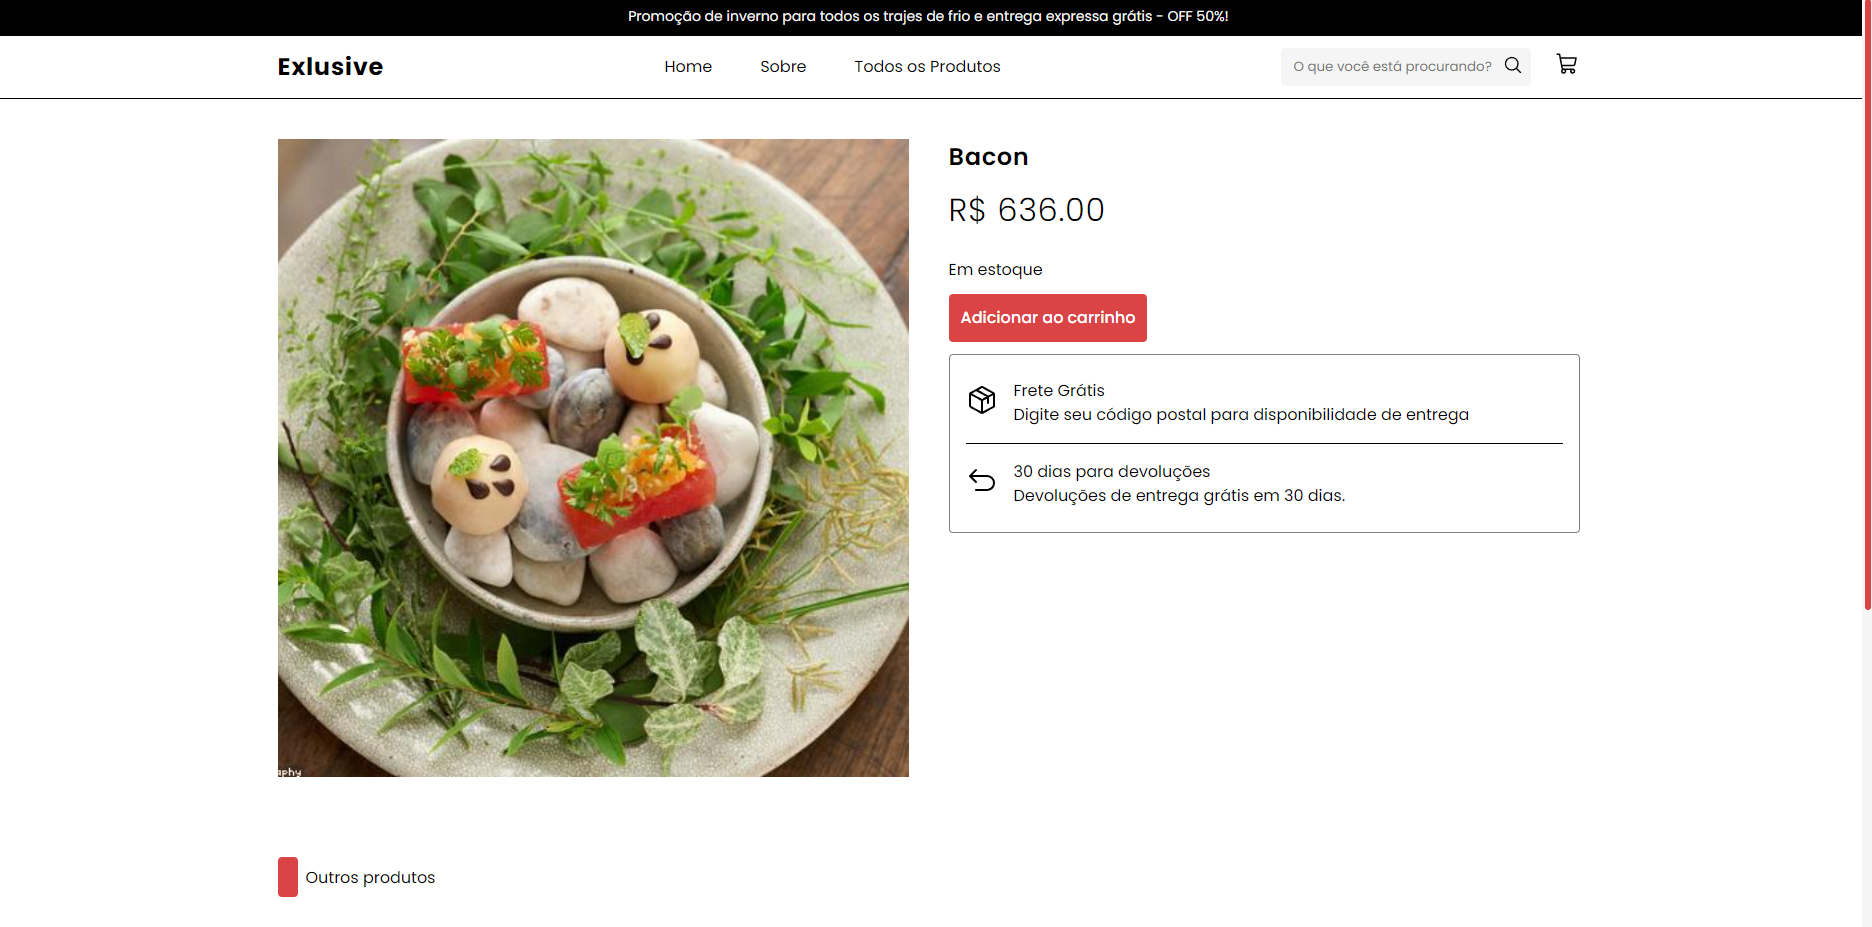 Promoção de inverno para todos os trajes de frio e entrega expressa grátis - OFF 50%!
Exlusive
Home
Sobre
Todos os Produtos
O que você está procurando?
Bacon
R$ 636.00
Em estoque
Adicionar ao carrinho
Frete Grátis
Digite seu código postal para disponibilidade de entrega
30 dias para devoluções
Devoluções de entrega grátis em 30 dias.
aphy
Outros produtos